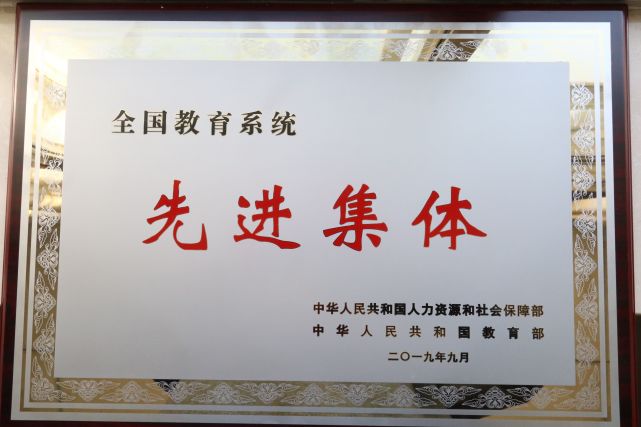 全国教育系统
先进集体
中华人民共和国人力资源和社会保障部
中华人民共和国教育部
二〇一九年九月